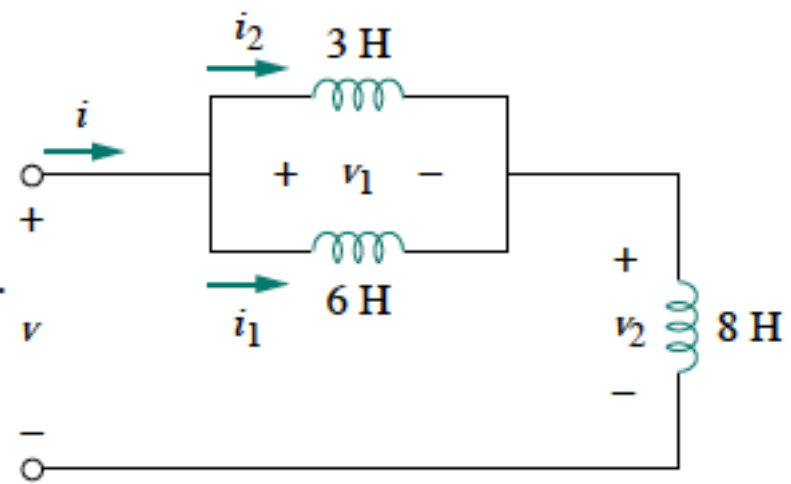 i₂
3 H
i
+ v₁ −
+
6 H
i₁
+
v
v₂
8 H
−
−